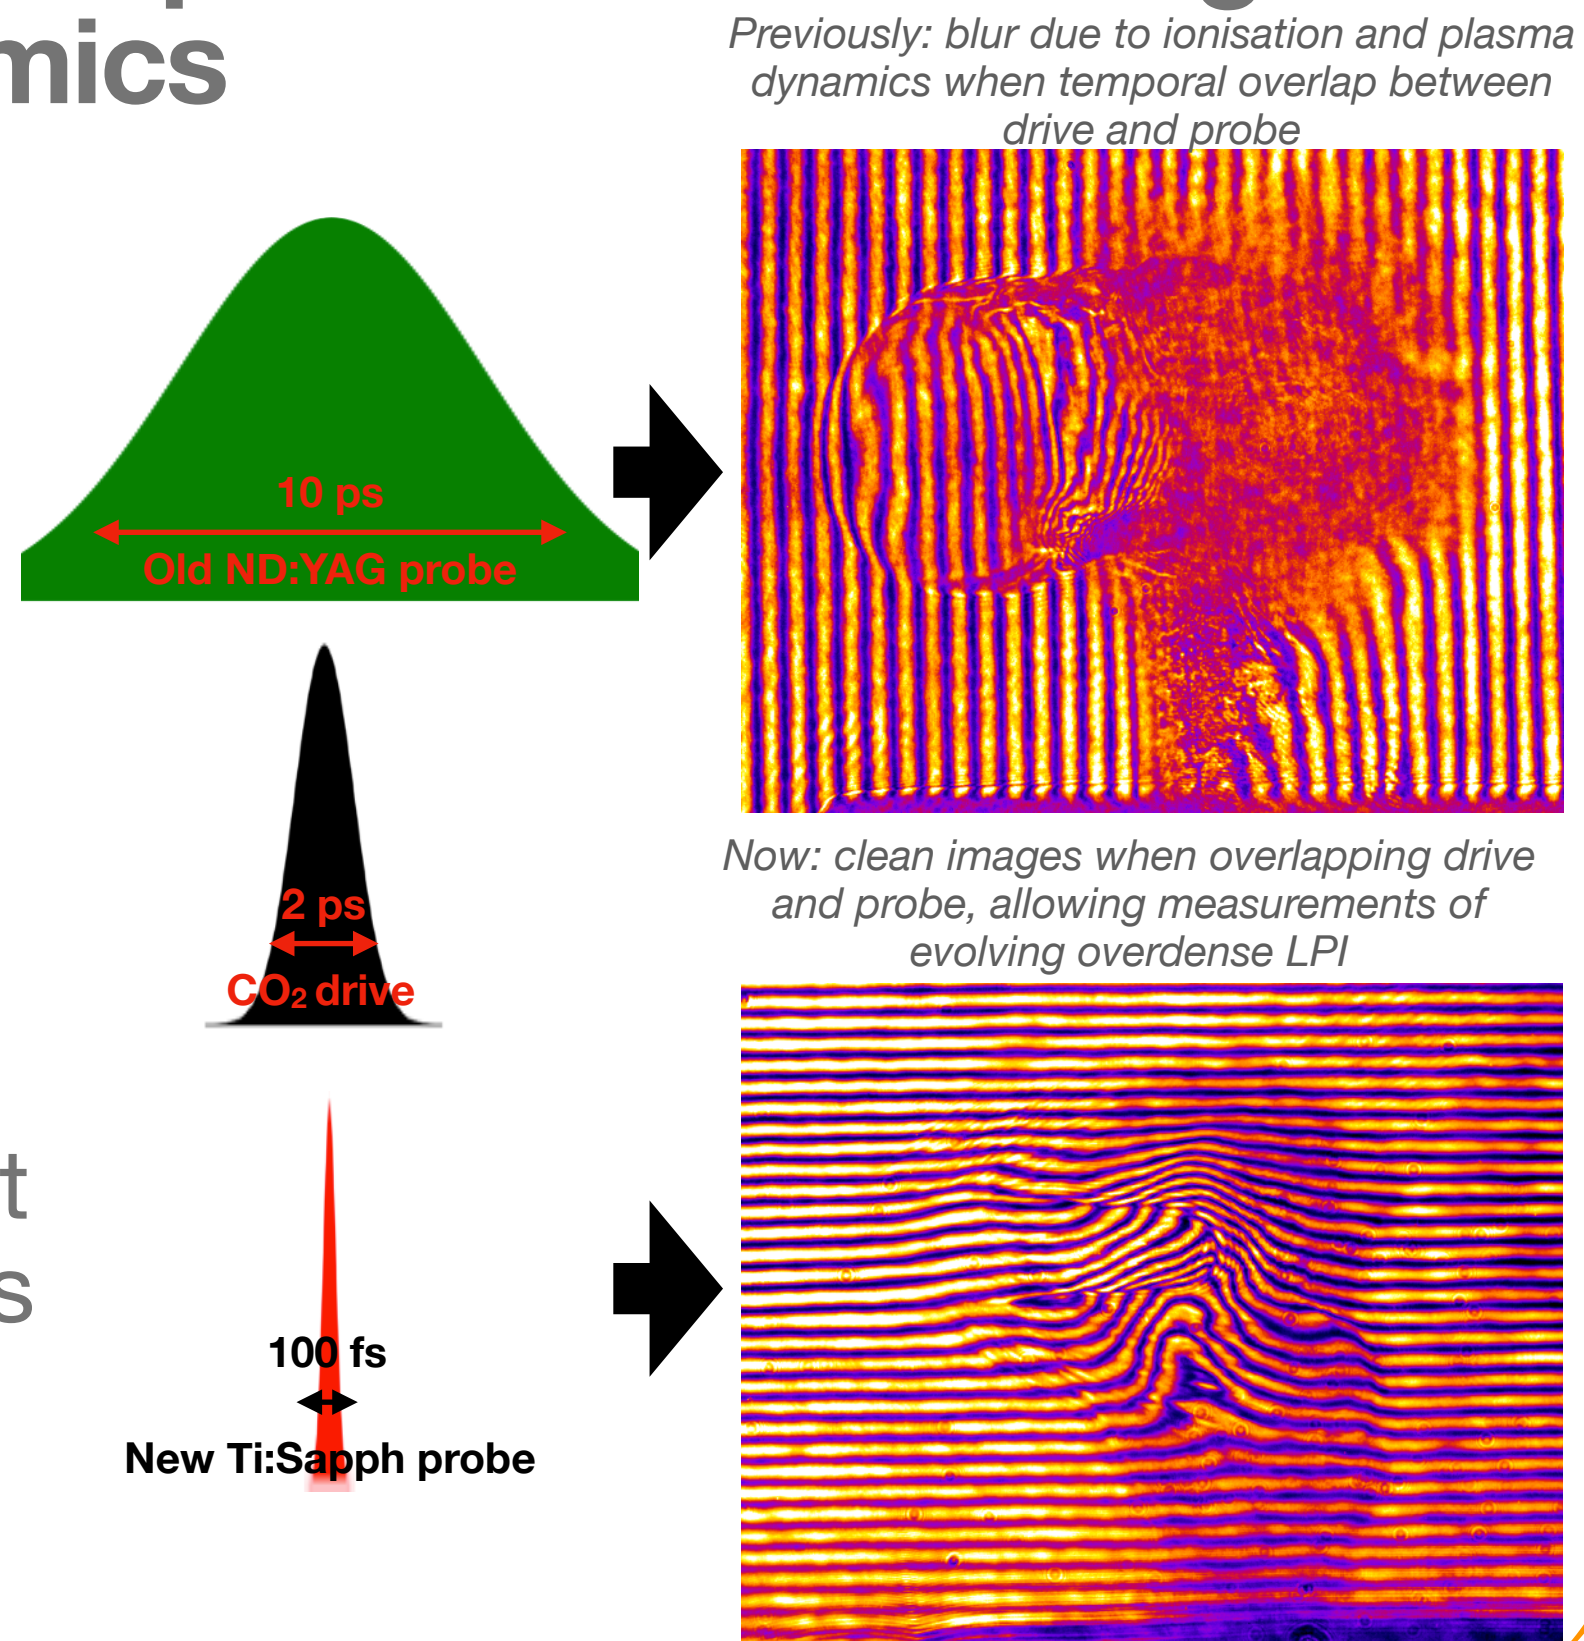 mics
Previously: blur due to ionisation and plasma
dynamics when temporal overlap between
drive and probe
10 ps
Old ND:YAG probe
2 ps
CO₂ drive
Now: clean images when overlapping drive
and probe, allowing measurements of
evolving overdense LPI
t
s
100 fs
New Ti:Sapph probe